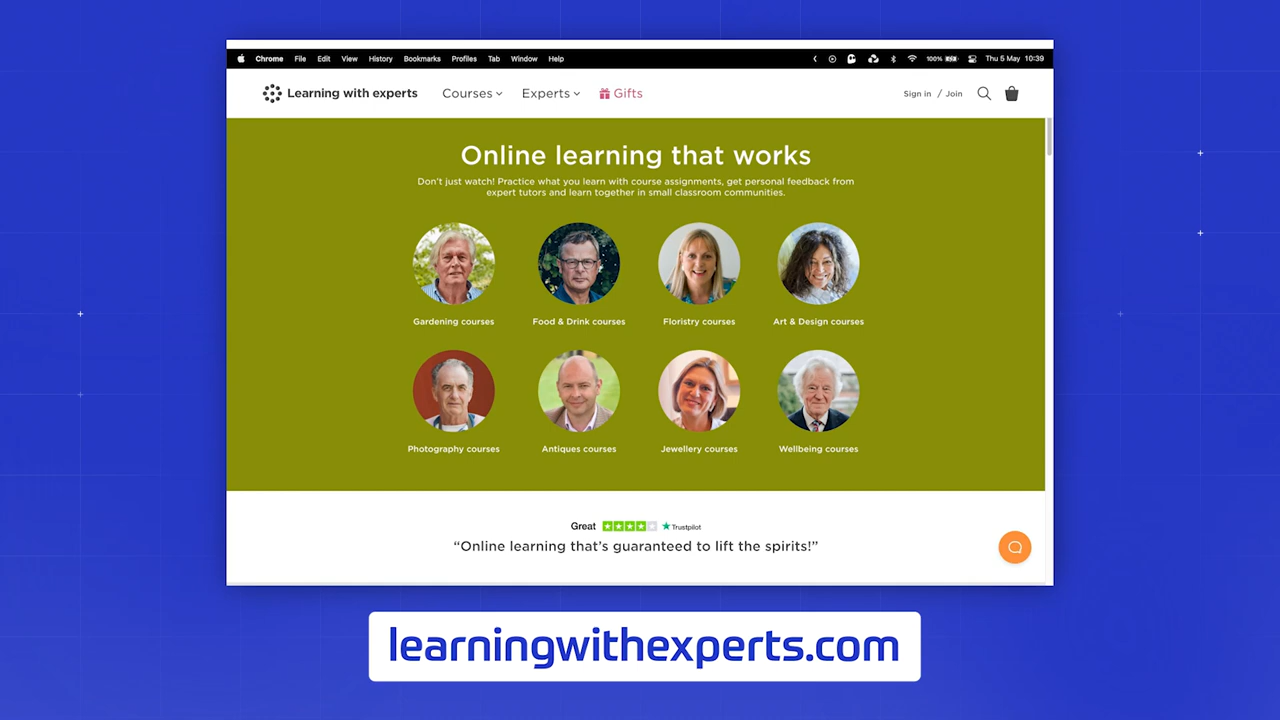 Chrome File Edit View History Bookmarks Profiles Tab Window Help 100% Thu 5 May 10:39
Learning with experts Courses Experts Gifts Sign in / Join
Online learning that works
Don't just watch! Practice what you learn with course assignments, get personal feedback from
expert tutors and learn together in small classroom communities.
Gardening courses Food & Drink courses Floristry courses Art & Design courses
Photography courses Antiques courses Jewellery courses Wellbeing courses
Great Trustpilot
“Online learning that’s guaranteed to lift the spirits!”
learningwithexperts.com